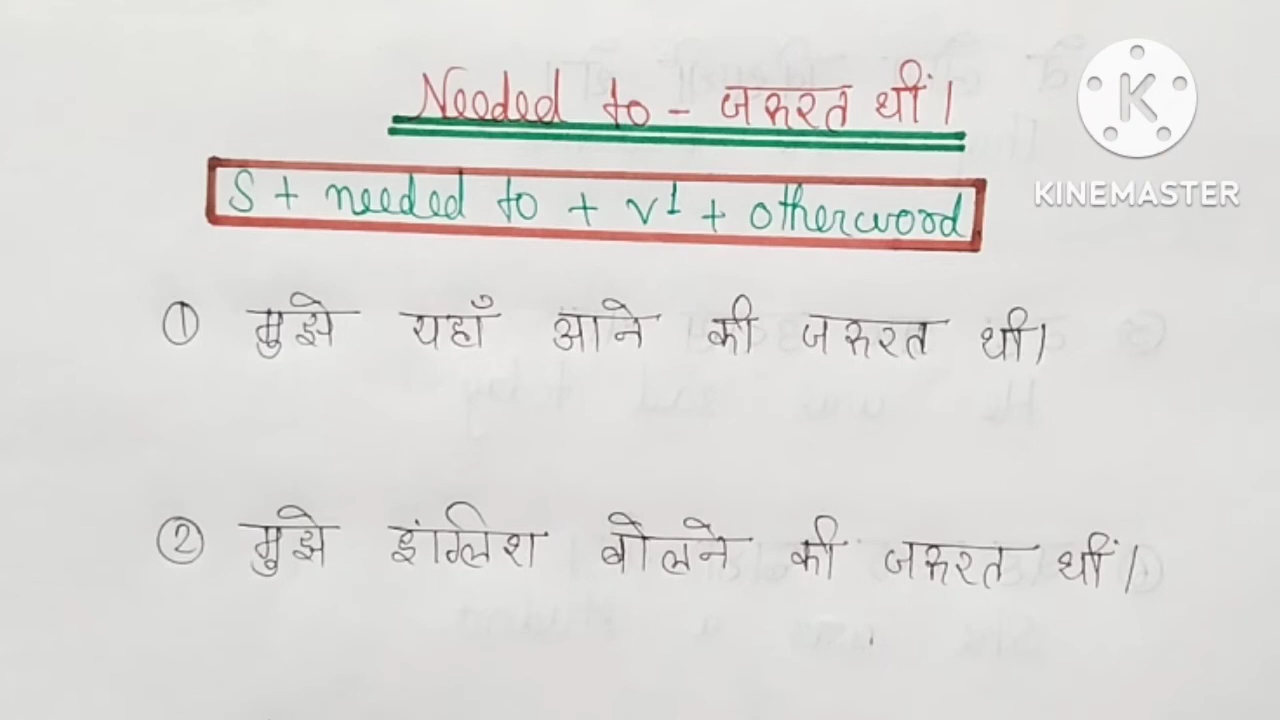 Needed to - जरूरत थीं।
S + needed to + v1 + otherword
① मुझे यहाँ आने की जरूरत थी।
② मुझे इंग्लिश बोलने की जरूरत थीं।
K
KINEMASTER